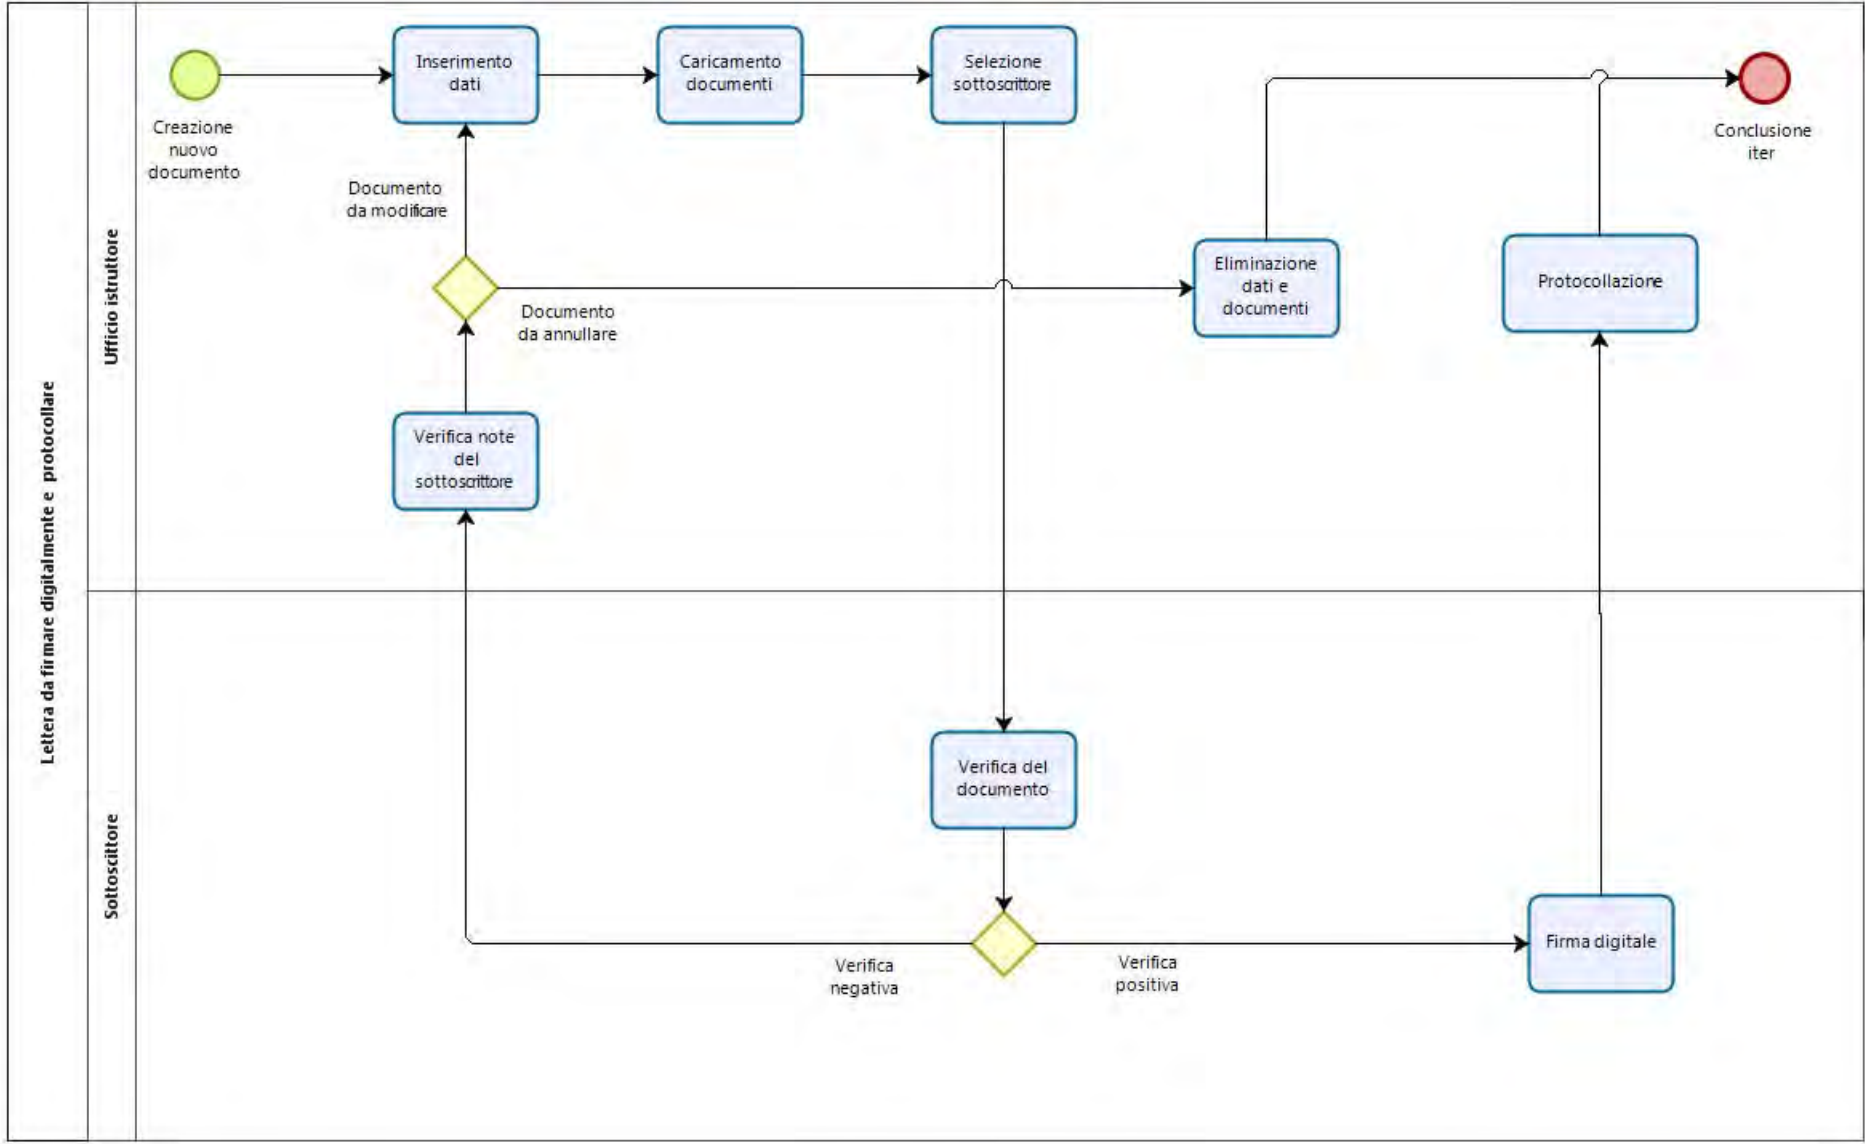 Lettera da firmare digitalmente e protocollare
Ufficio istruttore
Creazione
nuovo
documento
Inserimento
dati
Caricamento
documenti
Selezione
sottoscrittore
Conclusione
iter
Documento
da modificare
Documento
da annullare
Eliminazione
dati e
documenti
Protocollazione
Verifica note
del
sottoscrittore
Sottoscittore
Verifica del
documento
Verifica
negativa
Verifica
positiva
Firma digitale